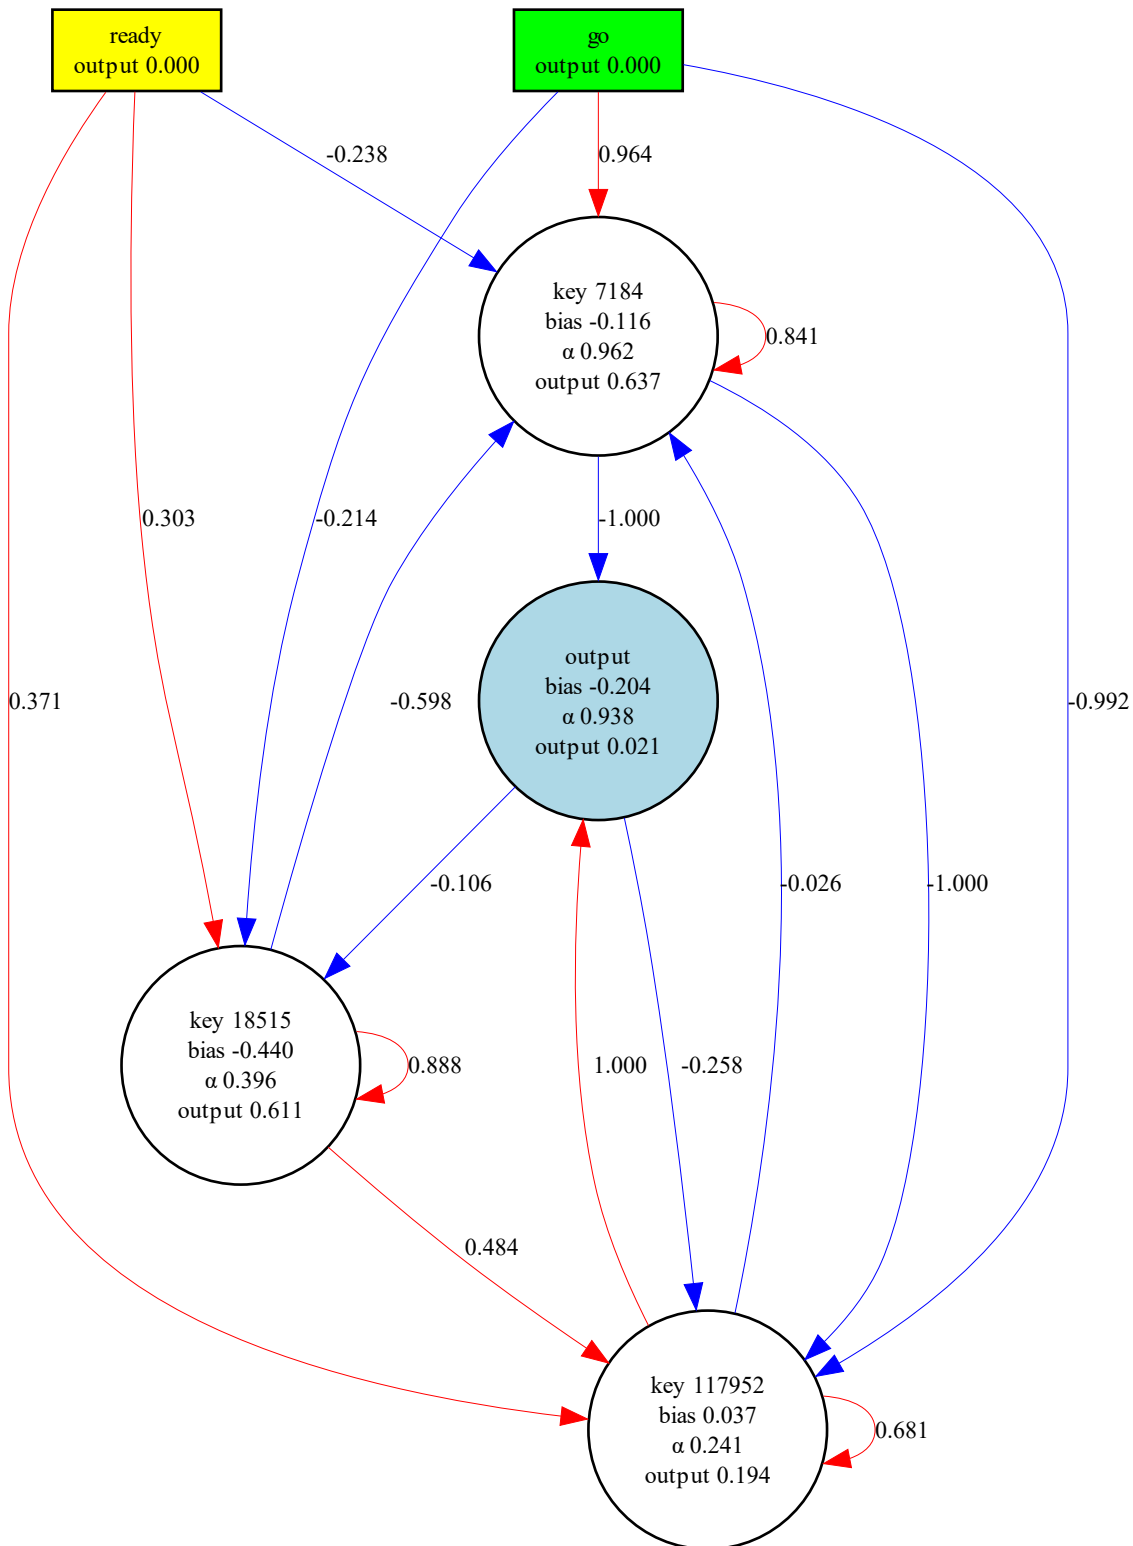 ready
output 0.000
go
output 0.000
-0.238
0.964
key 7184
bias -0.116
α 0.962
output 0.637
0.841
0.303
-0.214
-1.000
output
bias -0.204
α 0.938
output 0.021
0.371
-0.598
-0.992
-0.106
-0.026
-1.000
key 18515
bias -0.440
α 0.396
output 0.611
0.888
1.000
-0.258
0.484
key 117952
bias 0.037
α 0.241
output 0.194
0.681